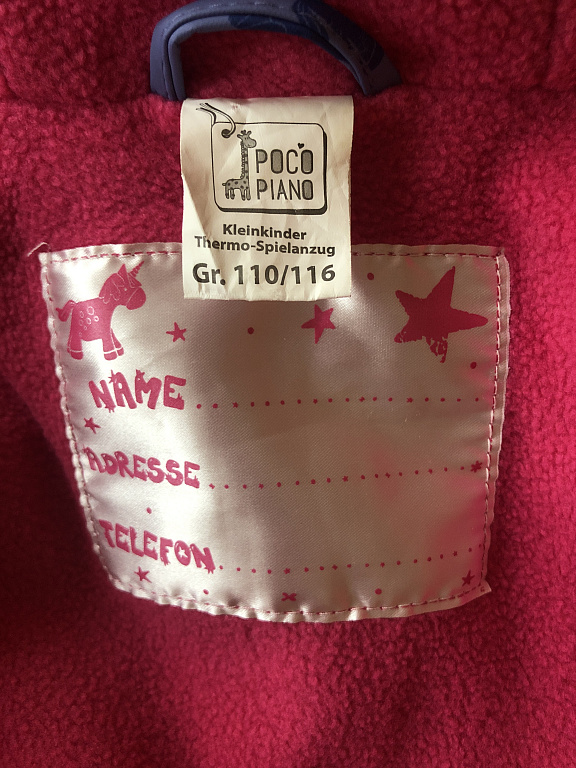 POCO
PIANO
Kleinkinder
Thermo-Spielanzug
Gr. 110/116
NAME
ADRESSE
TELEFON